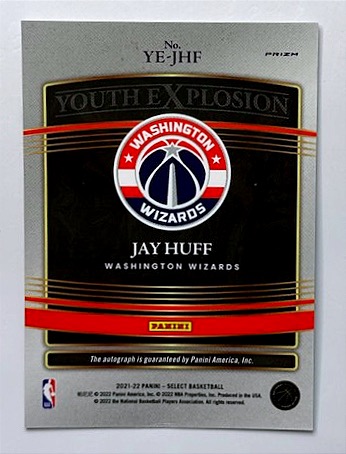 No.
YE-JHF
PRIZM
YOUTH EXPLOSION
WASHINGTON
WIZARDS
JAY HUFF
WASHINGTON WIZARDS
PANINI
The autograph is guaranteed by Panini America, Inc.
2021-22 PANINI – SELECT BASKETBALL
© 2022 Panini America, Inc. © 2022 NBA Properties, Inc. Produced in the USA.
© 2022 the National Basketball Players Association. All rights reserved.